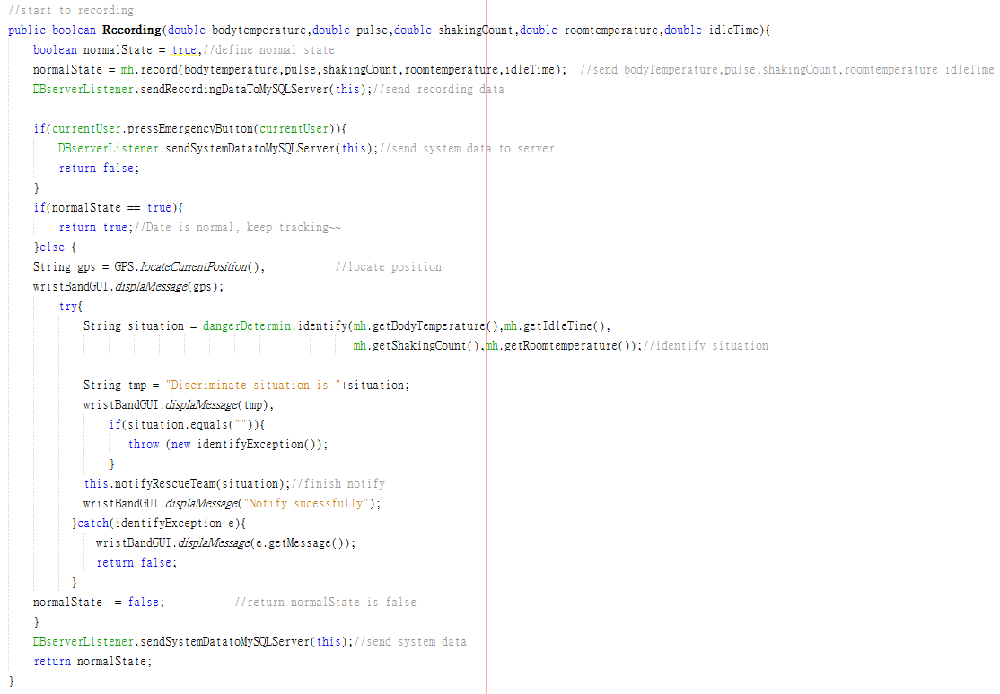 //start to recording
public boolean Recording(double bodytemperature,double pulse,double shakingCount,double roomtemperature,double idleTime){
boolean normalState = true;//define normal state
normalState = mh.record(bodytemperature,pulse,shakingCount,roomtemperature,idleTime); //send bodyTemperature,pulse,shakingCount,roomtemperature idleTime
DBserverListener.sendRecordingDataToMySQLServer(this);//send recording data
if(currentUser.pressEmergencyButton(currentUser)){
DBserverListener.sendSystemDatatoMySQLServer(this);//send system data to server
return false;
}
if(normalState == true){
return true;//Date is normal, keep tracking~~
}else {
String gps = GPS.locateCurrentPosition(); //locate position
wristBandGUI.displaMessage(gps);
try{
String situation = dangerDetermin.identify(mh.getBodyTemperature(),mh.getIdleTime(),
mh.getShakingCount(),mh.getRoomtemperature());//identify situation
String tmp = "Discriminate situation is "+situation;
wristBandGUI.displaMessage(tmp);
if(situation.equals("")){
throw (new identifyException());
}
this.notifyRescueTeam(situation);//finish notify
wristBandGUI.displaMessage("Notify sucessfully");
}catch(identifyException e){
wristBandGUI.displaMessage(e.getMessage());
return false;
}
normalState = false; //return normalState is false
}
DBserverListener.sendSystemDatatoMySQLServer(this);//send system data
return normalState;
}